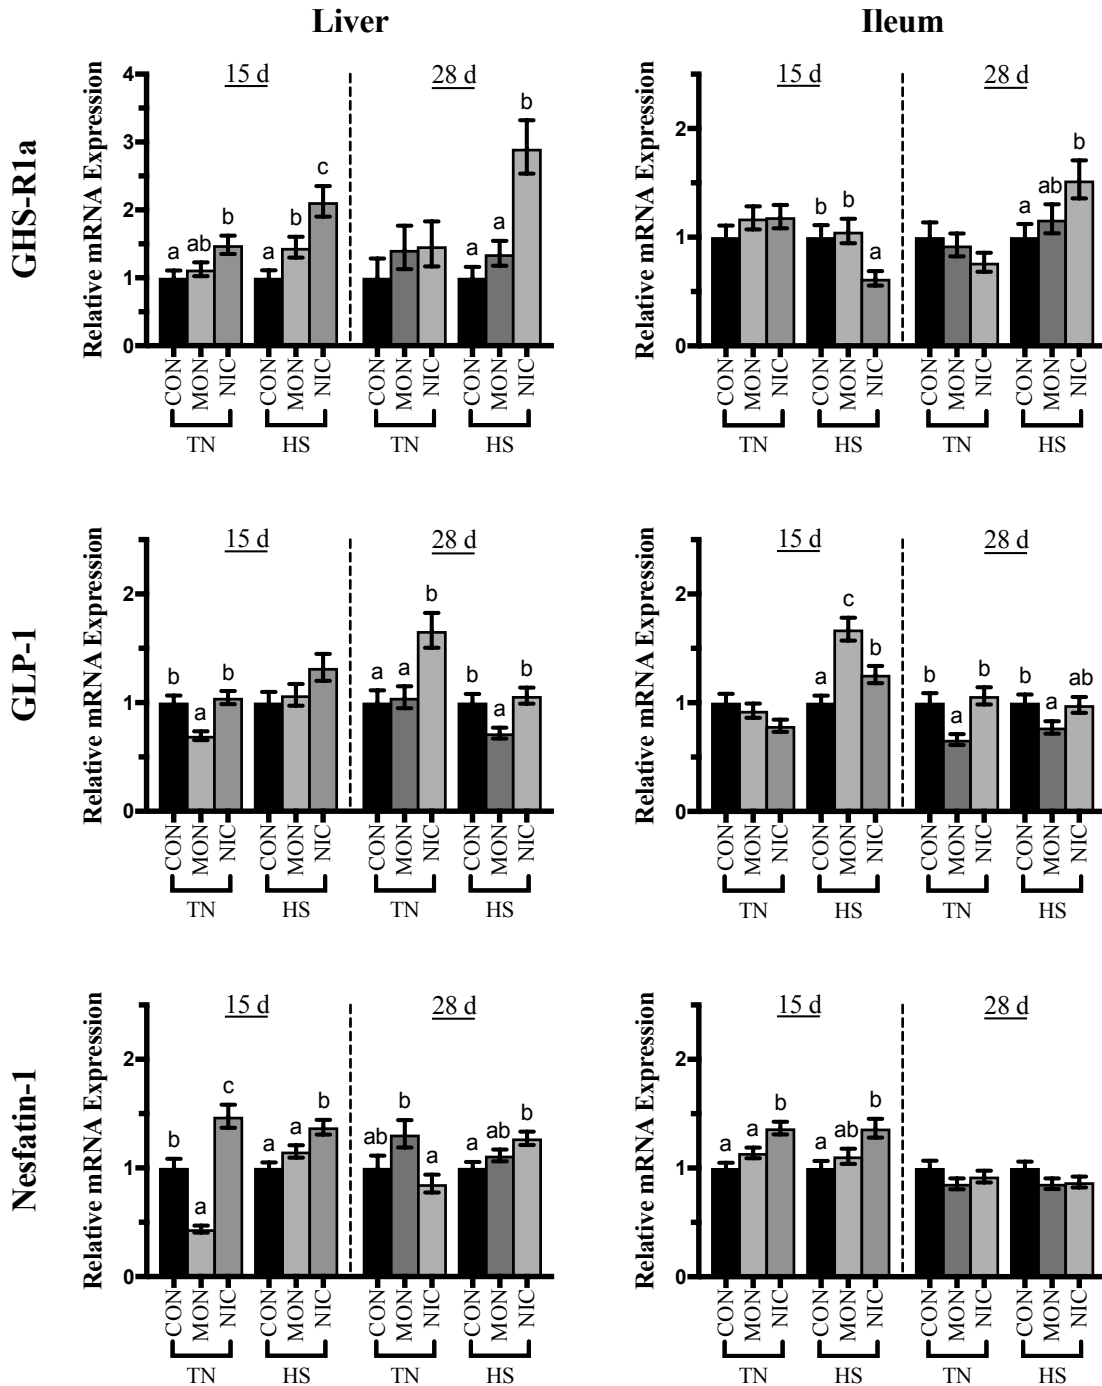 Liver Ileum
GHS-R1a
Relative mRNA Expression
4
3
2
1
0
15 d 28 d
a ab b a b c a a b
CON MON NIC CON MON NIC CON MON NIC CON MON NIC
TN HS TN HS
Relative mRNA Expression
2
1
0
15 d 28 d
b b a a ab b
CON MON NIC CON MON NIC CON MON NIC CON MON NIC
TN HS TN HS
GLP-1
Relative mRNA Expression
2
1
0
15 d 28 d
b a b a a b b a b
CON MON NIC CON MON NIC CON MON NIC CON MON NIC
TN HS TN HS
Relative mRNA Expression
2
1
0
15 d 28 d
a c b b a b b a ab
CON MON NIC CON MON NIC CON MON NIC CON MON NIC
TN HS TN HS
Nesfatin-1
Relative mRNA Expression
2
1
0
15 d 28 d
b a c a a b ab b a a ab b
CON MON NIC CON MON NIC CON MON NIC CON MON NIC
TN HS TN HS
Relative mRNA Expression
2
1
0
15 d 28 d
a a b a ab b
CON MON NIC CON MON NIC CON MON NIC CON MON NIC
TN HS TN HS